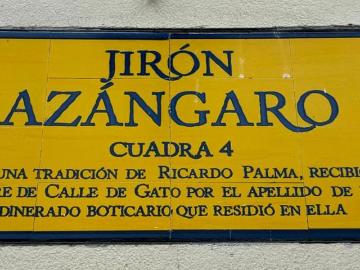 JIRÓN
AZÁNGARO
CUADRA 4
UNA TRADICIÓN DE RICARDO PALMA, RECIBI
RE DE CALLE DE GATO POR EL APELLIDO DE
DINERADO BOTICARIO QUE RESIDIÓ EN ELLA